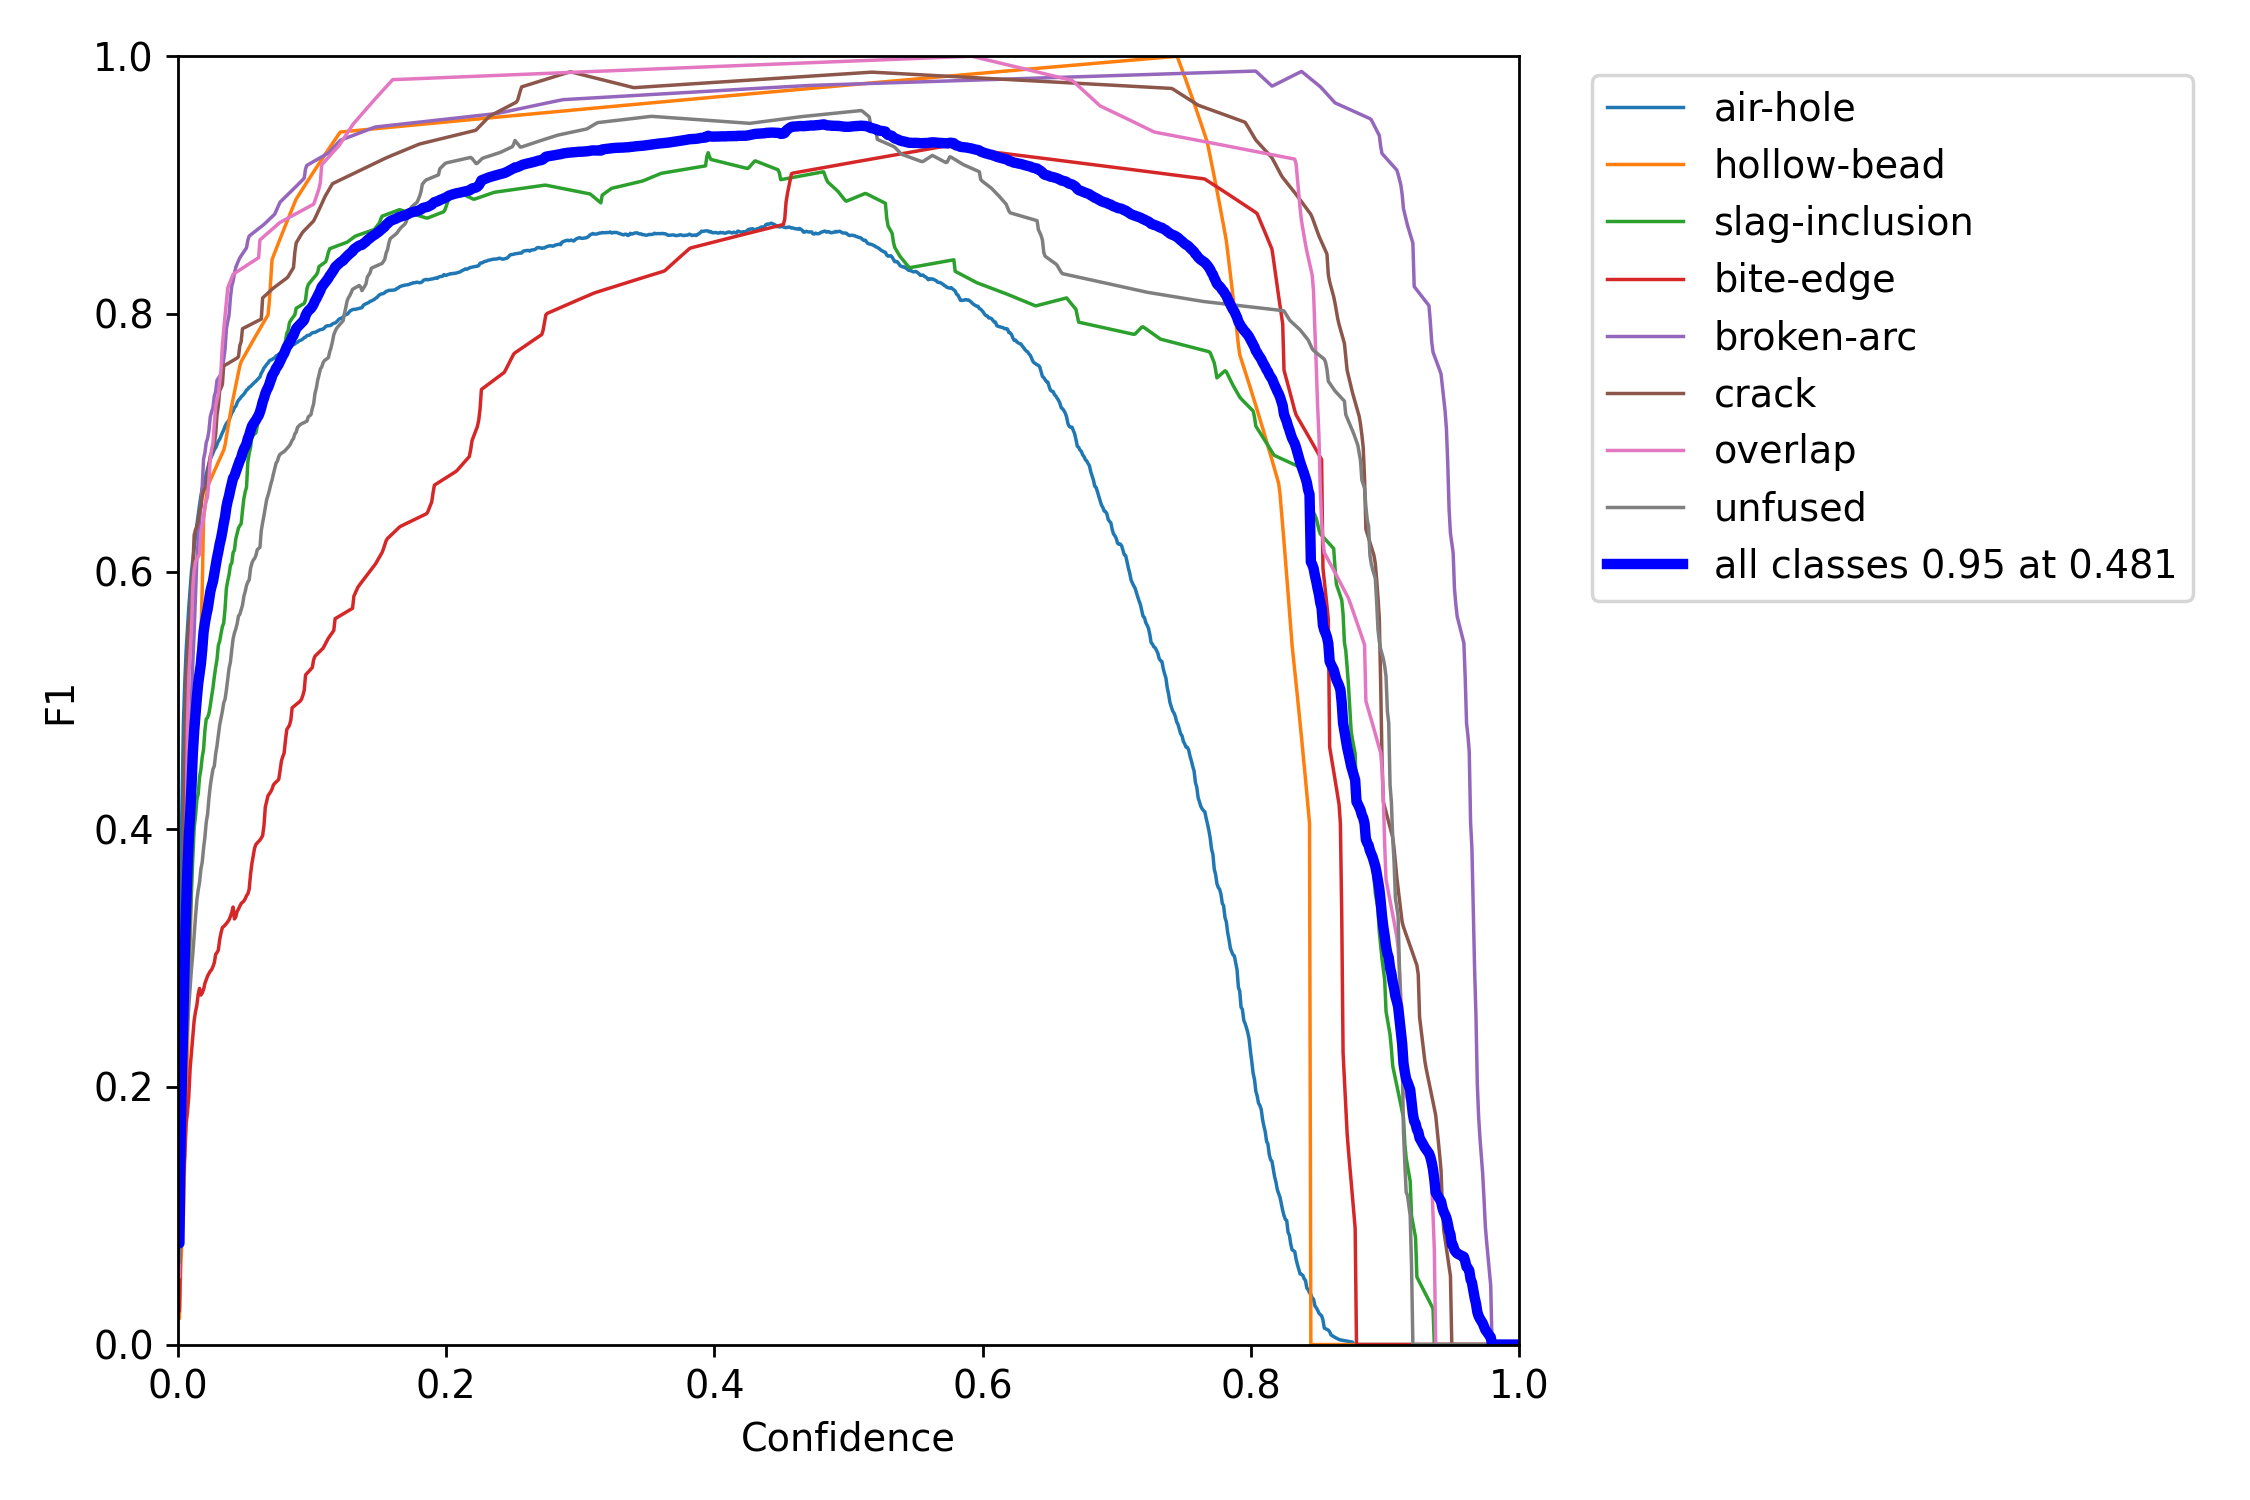 1.0
0.8
0.6
0.4
0.2
0.0
F1
0.0 0.2 0.4 0.6 0.8 1.0
Confidence
air-hole
hollow-bead
slag-inclusion
bite-edge
broken-arc
crack
overlap
unfused
all classes 0.95 at 0.481